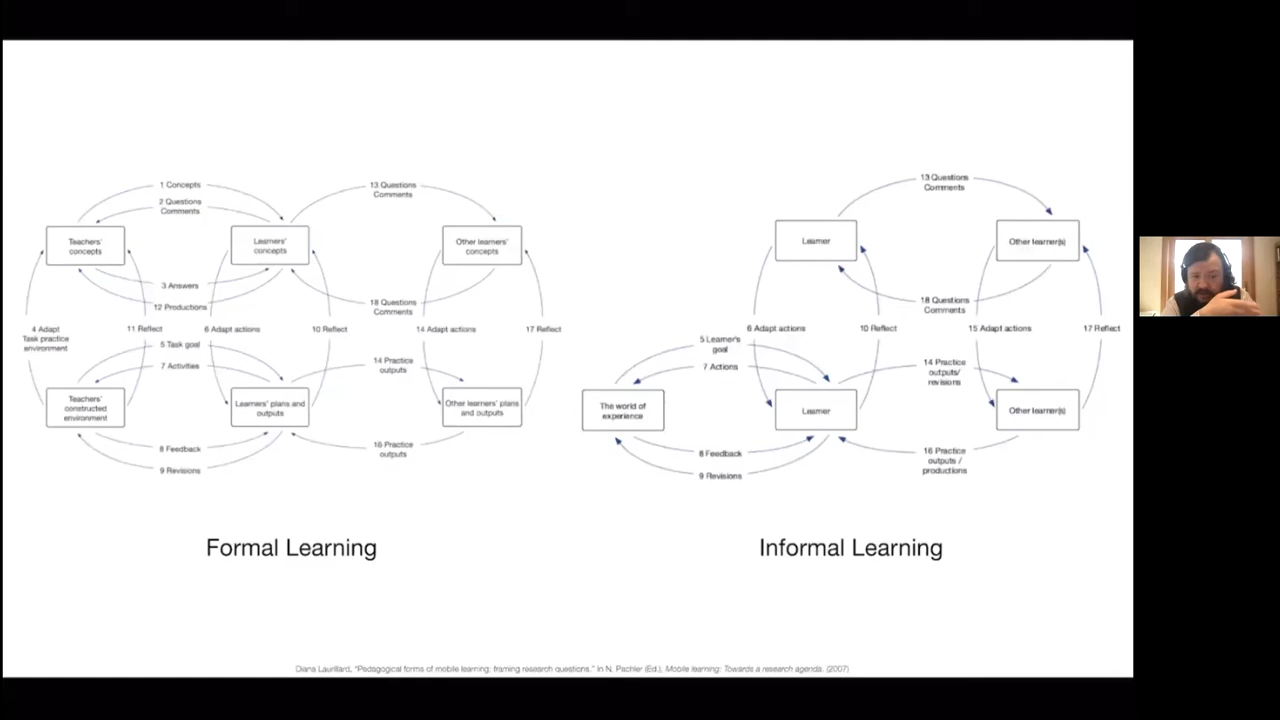 1 Concepts
2 Questions
Comments
13 Questions
Comments
Teachers'
concepts
Learners'
concepts
Other learners'
concepts
3 Answers
12 Productions
18 Questions
Comments
4 Adapt
Task practice
environment
11 Reflect
6 Adapt actions
10 Reflect
14 Adapt actions
17 Reflect
5 Task goal
7 Activities
14 Practice
outputs
Teachers'
constructed
environment
Learners' plans and
outputs
Other learners' plans
and outputs
8 Feedback
9 Revisions
16 Practice
outputs
Formal Learning
13 Questions
Comments
Learner
Other learner(s)
18 Questions
Comments
6 Adapt actions
10 Reflect
15 Adapt actions
17 Reflect
5 Learner's
goal
7 Actions
14 Practice
outputs/
revisions
The world of
experience
Learner
Other learner(s)
8 Feedback
9 Revisions
16 Practice
outputs /
productions
Informal Learning
Diana Laurillard, "Pedagogical forms of mobile learning: framing research questions." In N. Pachler (Ed.), Mobile learning: Towards a research agenda. (2007)